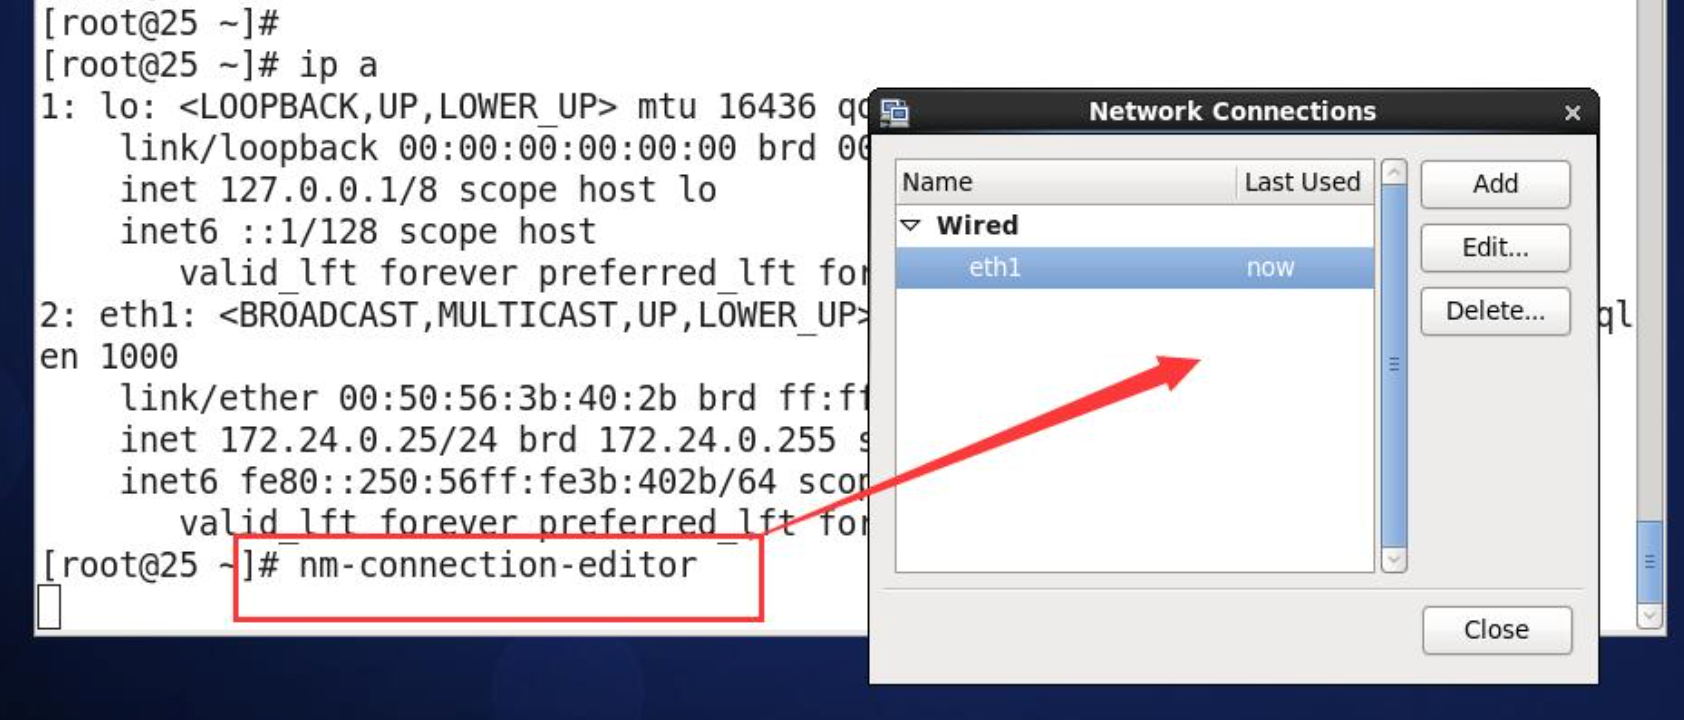 [root@25 ~]#
[root@25 ~]# ip a
1: lo: <LOOPBACK,UP,LOWER_UP> mtu 16436
link/loopback 00:00:00:00:00:00 brd
inet 127.0.0.1/8 scope host lo
inet6 ::1/128 scope host
valid_lft forever preferred_lft
2: eth1: <BROADCAST,MULTICAST,UP,LOWER_UP> ql
en 1000
link/ether 00:50:56:3b:40:2b brd ff:ff
inet 172.24.0.25/24 brd 172.24.0.255
inet6 fe80::250:56ff:fe3b:402b/64
valid_lft forever preferred_lft
[root@25 ~]# nm-connection-editor
Network Connections
Name Last Used
Wired
eth1 now
Add
Edit...
Delete...
Close